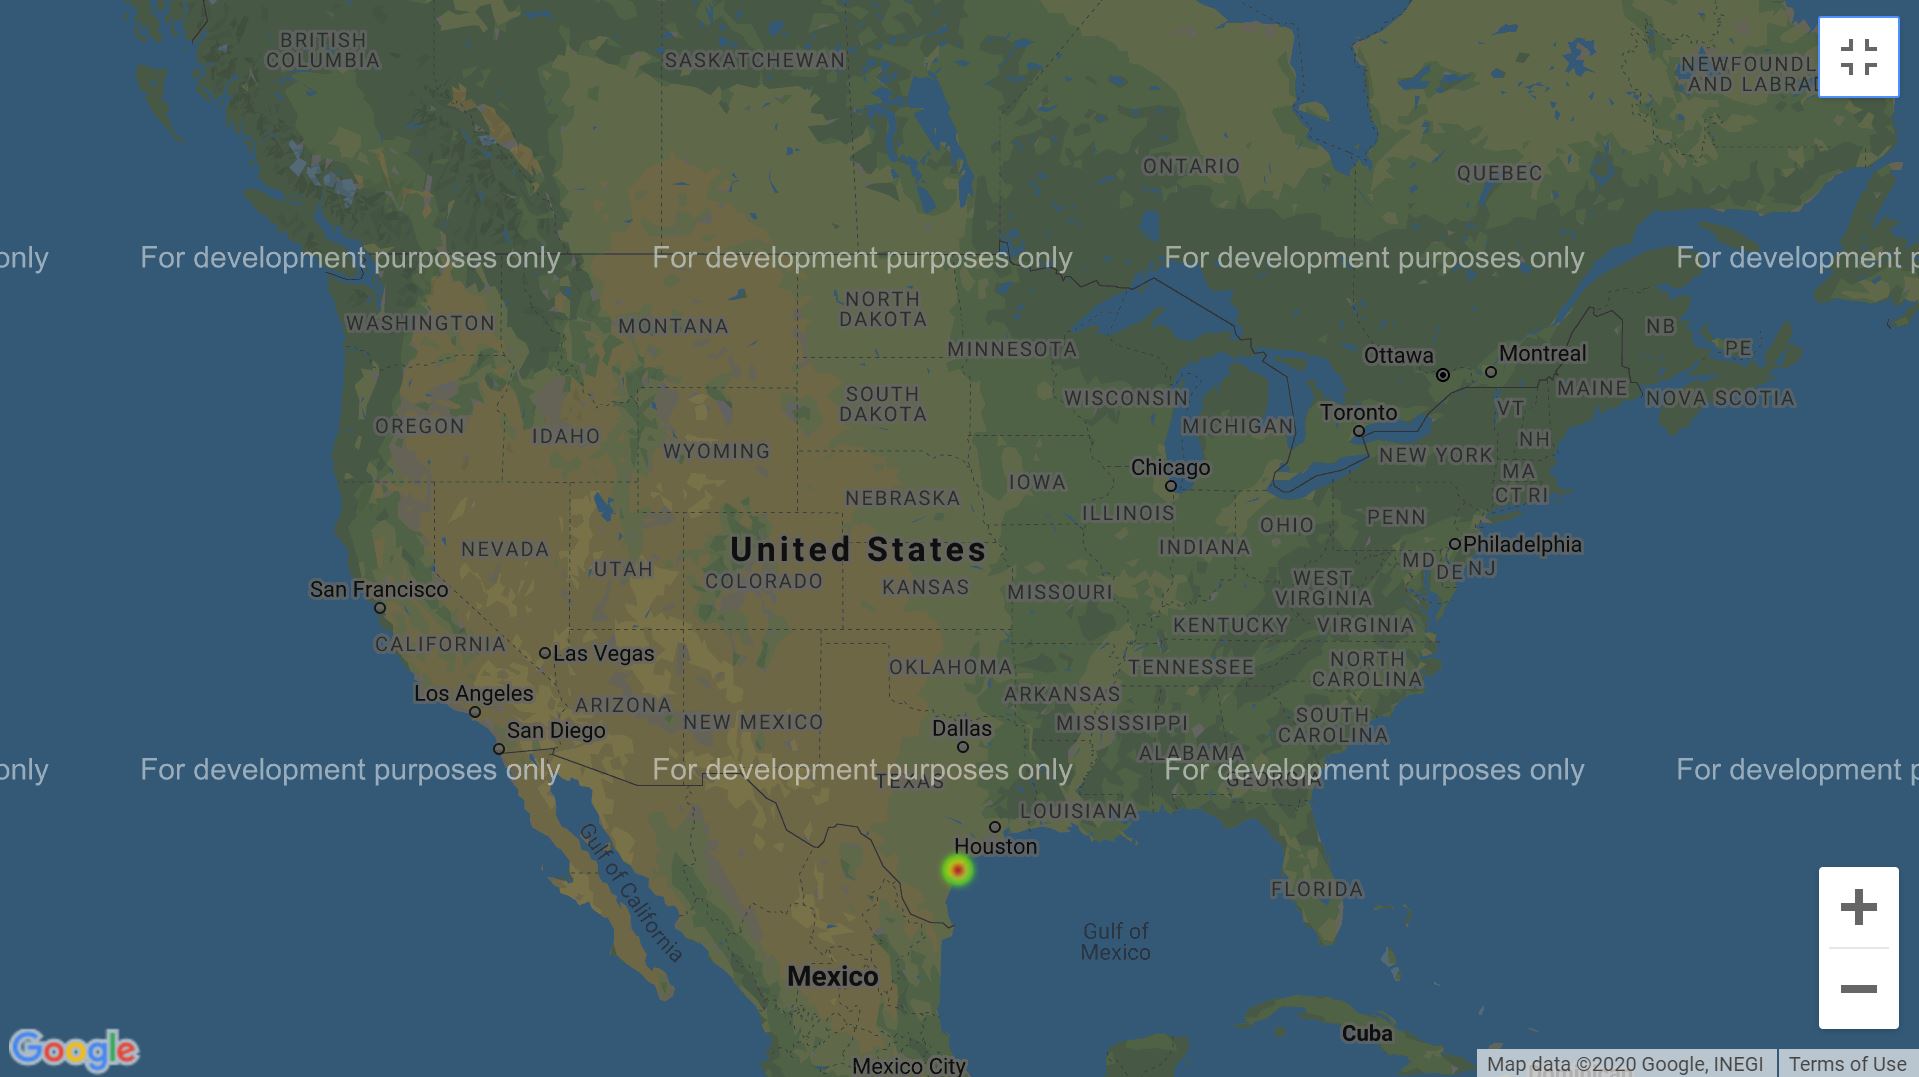 BRITISH
COLUMBIA
SASKATCHEWAN
NEWFOUNDL
AND LABRAD
ONTARIO
QUEBEC
only
For development purposes only
For development purposes only
For development purposes only
For development p
NORTH
DAKOTA
WASHINGTON
MONTANA
NB
MINNESOTA
PE
Ottawa
Montreal
SOUTH
DAKOTA
WISCONSIN
MAINE
NOVA SCOTIA
VT
Toronto
MICHIGAN
OREGON
IDAHO
NH
WYOMING
NEW YORK
Chicago
MA
IOWA
NEBRASKA
CT RI
ILLINOIS
OHIO
PENN
NEVADA
United States
INDIANA
Philadelphia
UTAH
COLORADO
MD
DE
NJ
San Francisco
KANSAS
MISSOURI
WEST
VIRGINIA
KENTUCKY
VIRGINIA
CALIFORNIA
Las Vegas
OKLAHOMA
TENNESSEE
NORTH
CAROLINA
Los Angeles
ARIZONA
ARKANSAS
NEW MEXICO
MISSISSIPPI
San Diego
Dallas
SOUTH
CAROLINA
ALABAMA
only
For development purposes only
For development purposes only
For development purposes only
For development p
TEXAS
GEORGIA
LOUISIANA
Houston
Gulf of California
FLORIDA
Gulf of
Mexico
Mexico
Cuba
Google
Mexico City
Map data ©2020 Google, INEGI
Terms of Use